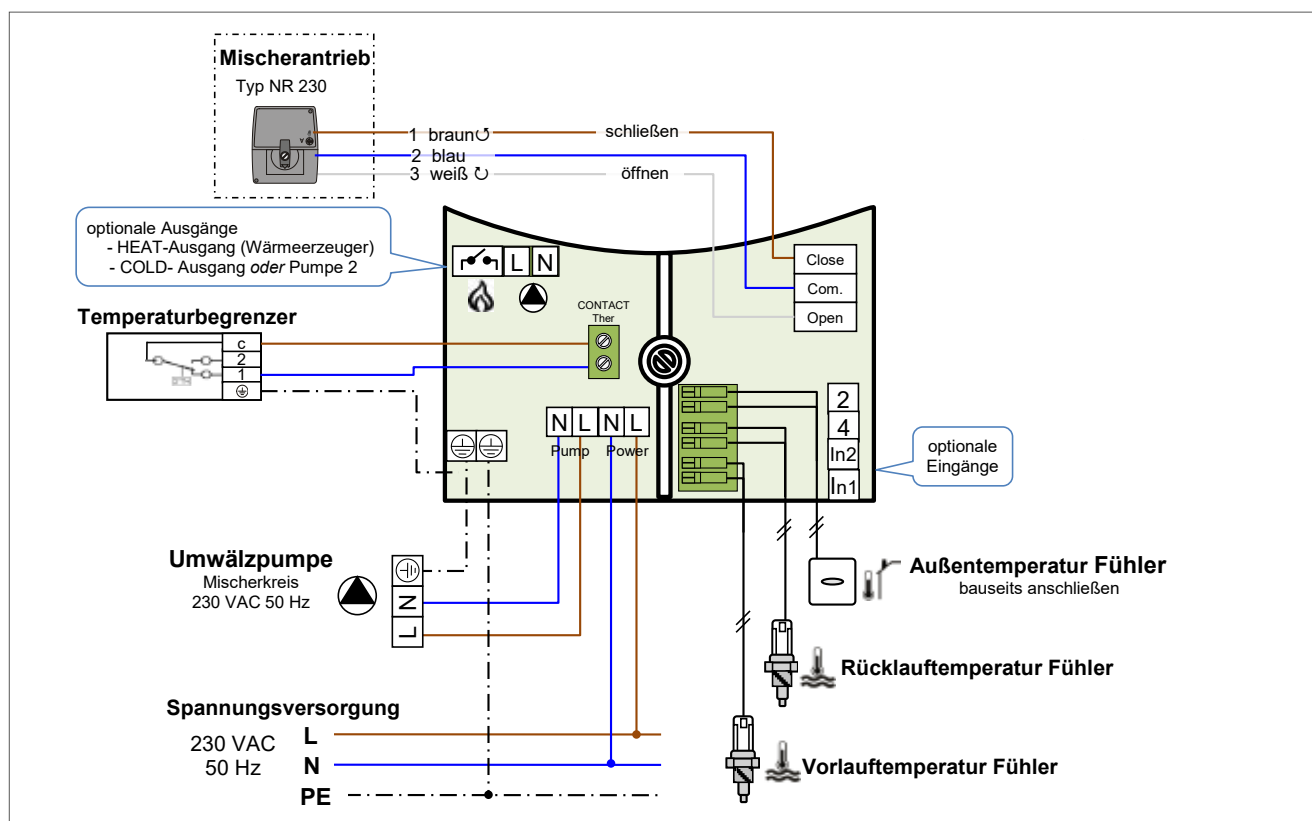 Mischerantrieb
Typ NR 230
1 braun↺ schließen
2 blau
3 weiß ↻ öffnen
optionale Ausgänge
- HEAT-Ausgang (Wärmeerzeuger)
- COLD- Ausgang oder Pumpe 2
L N
Close
Com.
Open
CONTACT
Ther
Temperaturbegrenzer
c
2
1
2
4
In2
In1
optionale
Eingänge
N L N L
Pump Power
Umwälzpumpe
Mischerkreis
230 VAC 50 Hz
N
L
Außentemperatur Fühler
bauseits anschließen
Rücklauftemperatur Fühler
Vorlauftemperatur Fühler
Spannungsversorgung
230 VAC
50 Hz
L
N
PE